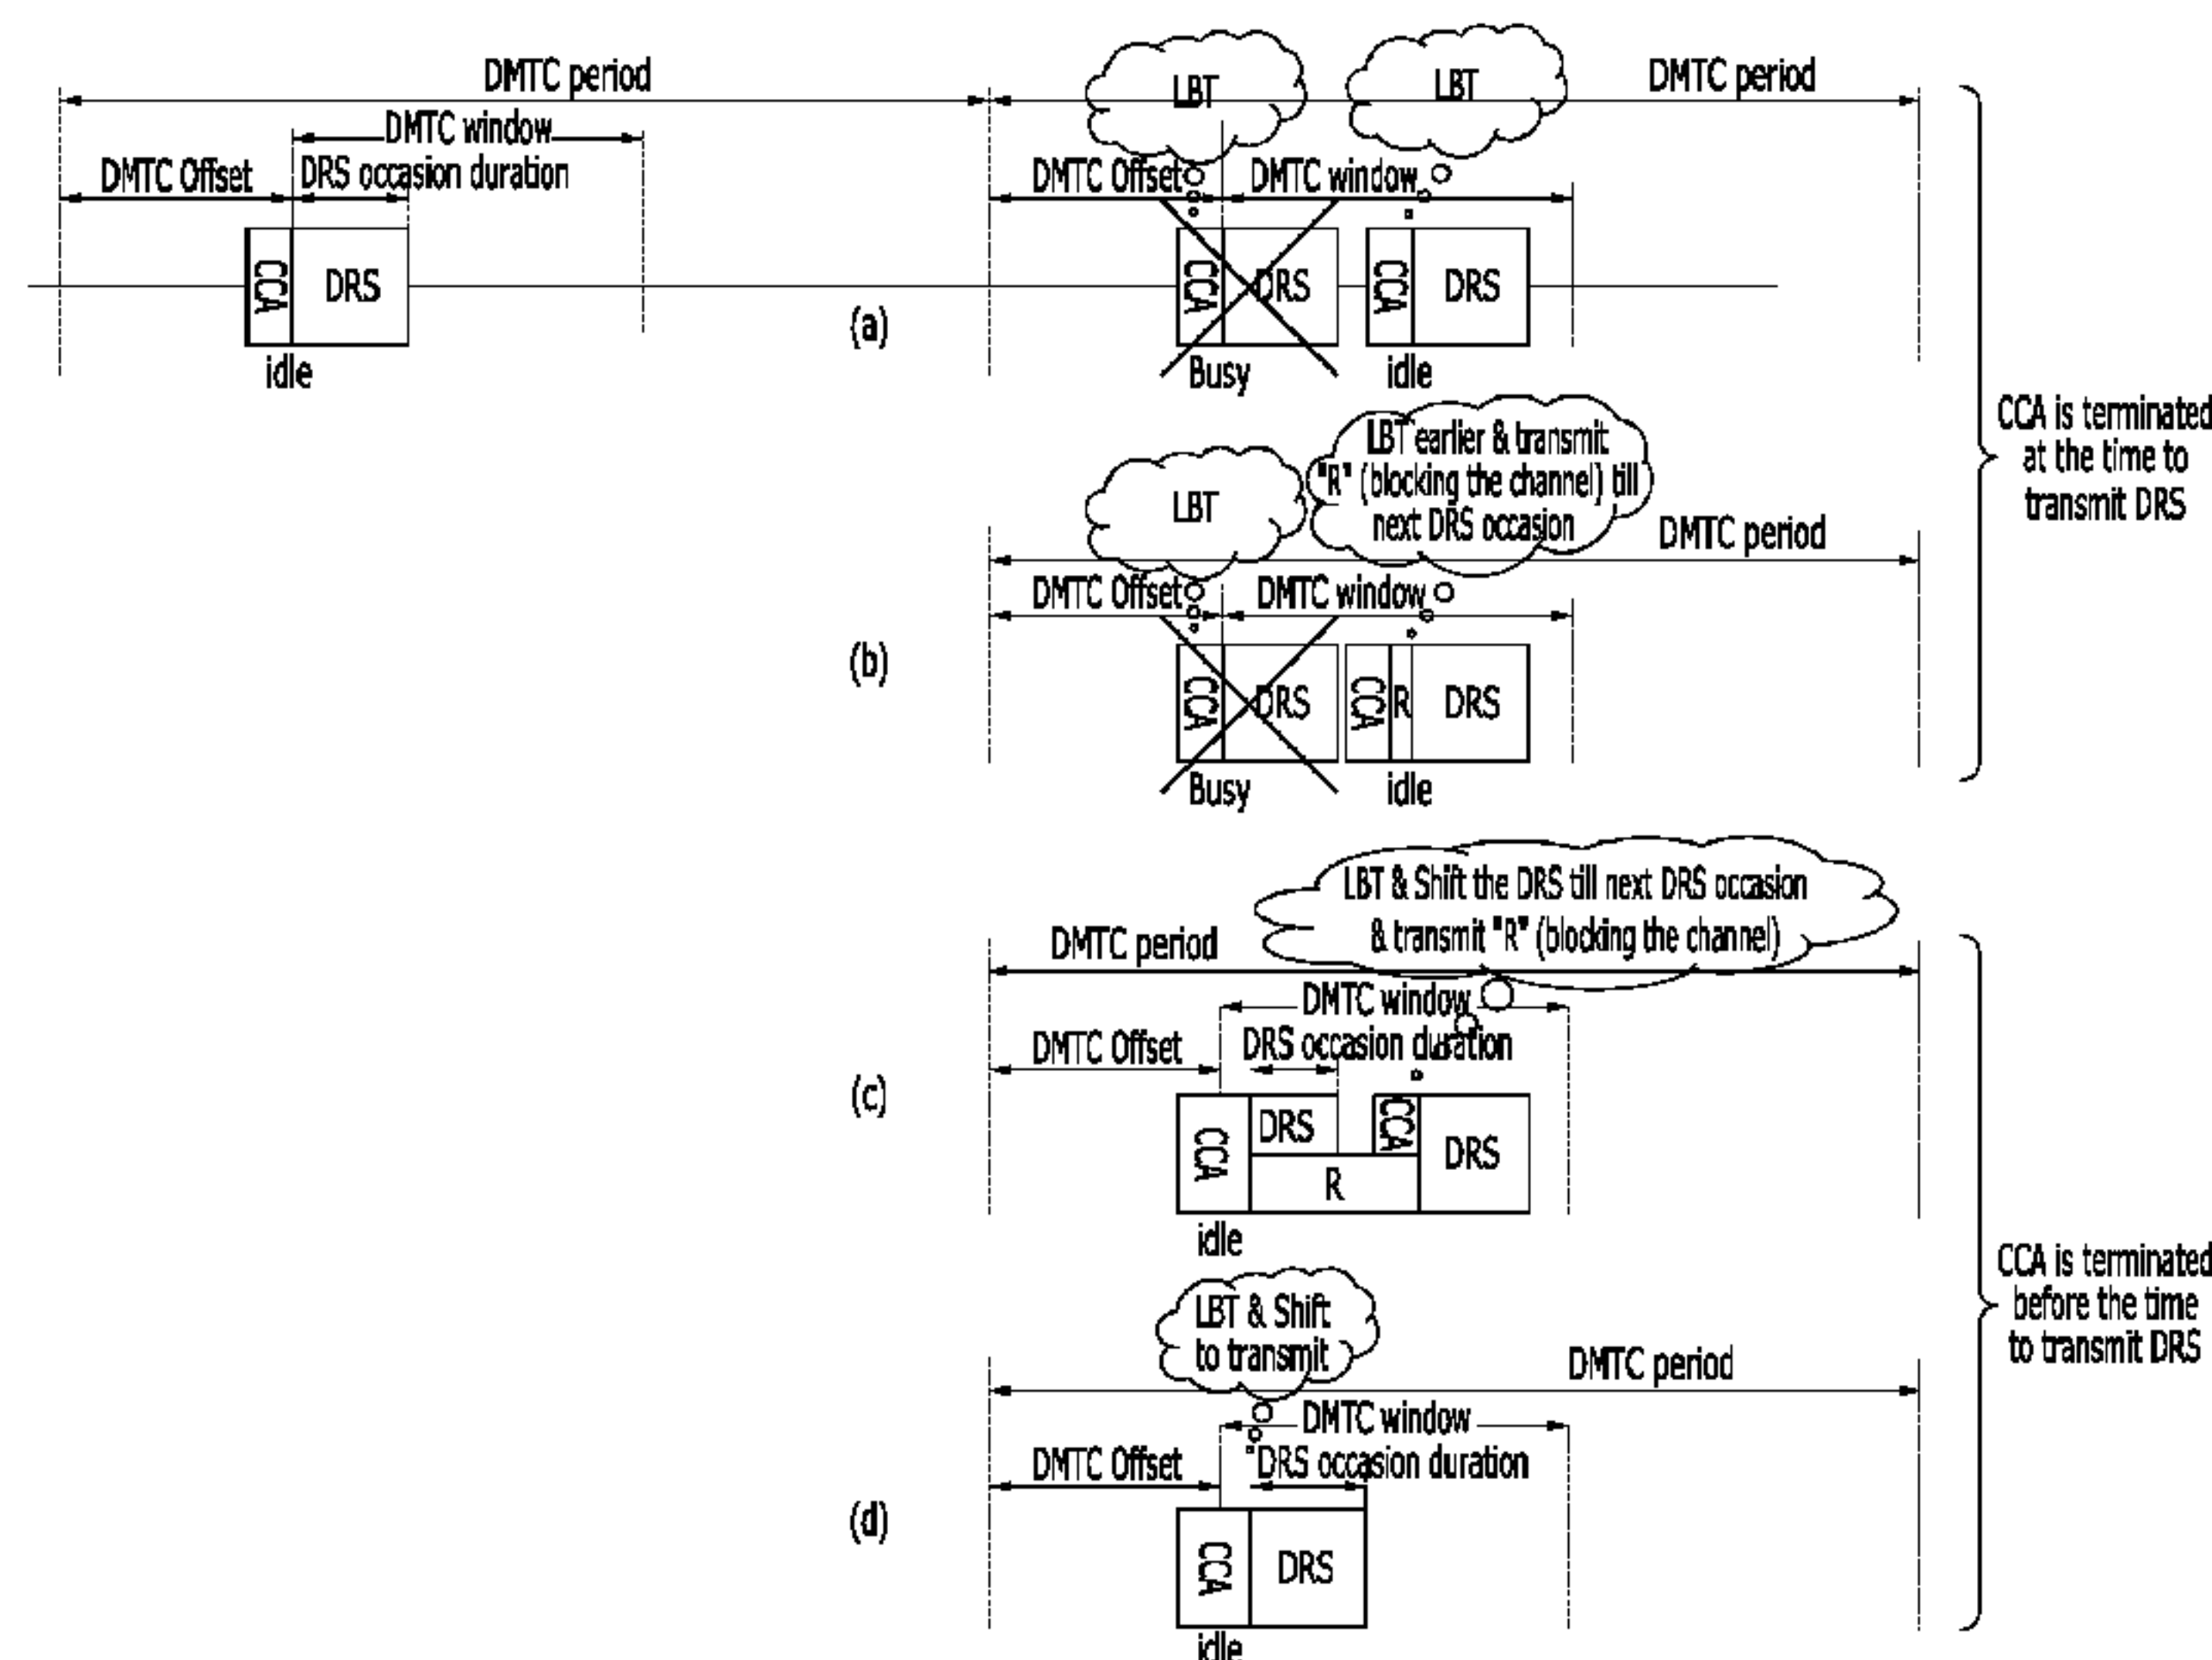 DMTC period
LBT
LBT
DMTC period
DMTC window
DMTC Offset
DRS occasion duration
DMTC Offset
DMTC window
CCA
DRS
CCA
DRS
CCA
DRS
(a)
idle
Busy
idle
CCA is terminated
at the time to
transmit DRS
LBT
LBT earlier & transmit
"R" (blocking the channel) till
next DRS occasion
DMTC period
DMTC Offset
DMTC window
(b)
CCA
DRS
CCA
R
DRS
Busy
idle
LBT & Shift the DRS till next DRS occasion
& transmit "R" (blocking the channel)
DMTC period
DMTC window
DMTC Offset
DRS occasion duration
(c)
CCA
DRS
CCA
DRS
R
idle
CCA is terminated
before the time
to transmit DRS
LBT & Shift
to transmit
DMTC period
DMTC window
DMTC Offset
DRS occasion duration
(d)
CCA
DRS
idle